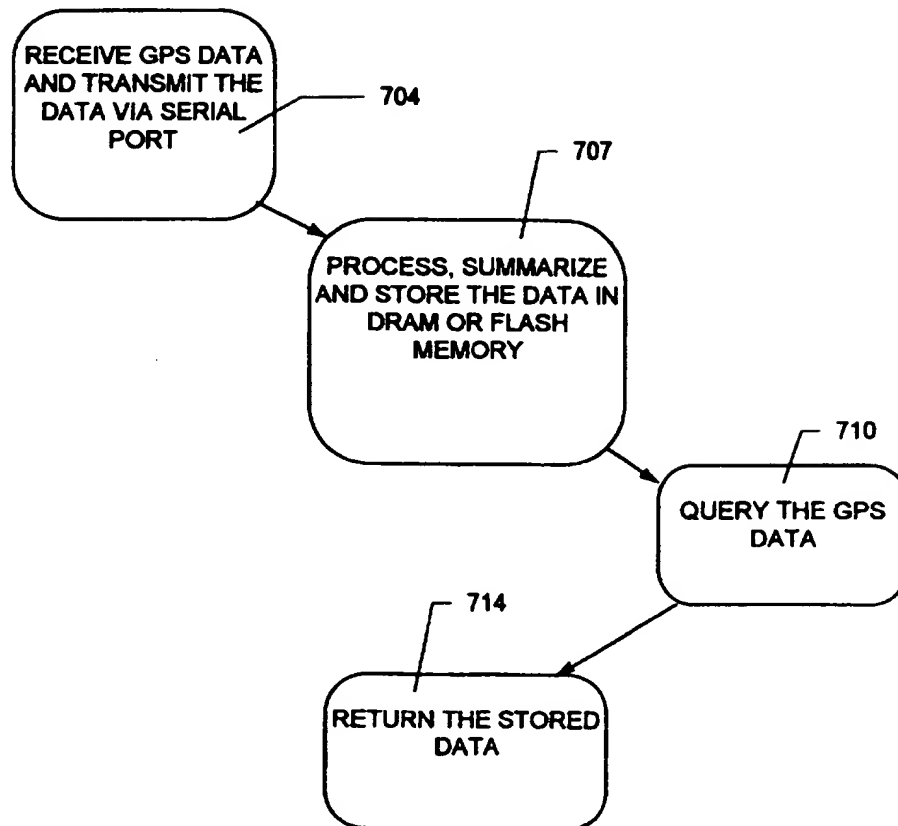 RECEIVE GPS DATA
AND TRANSMIT THE
DATA VIA SERIAL
PORT
704
707
PROCESS, SUMMARIZE
AND STORE THE DATA IN
DRAM OR FLASH
MEMORY
710
QUERY THE GPS
DATA
714
RETURN THE STORED
DATA